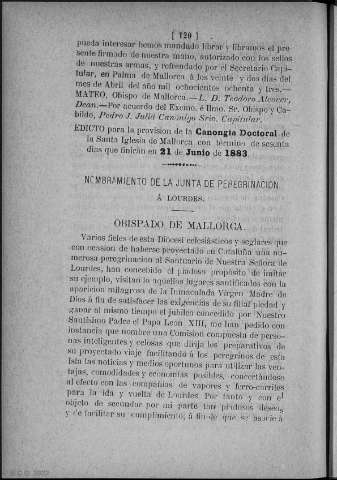 [ 120 ]
pueda interesar hemos mandado librar y libramos el pre
sente firmado de nuestra mano, autorizado con los sellos
de nuestras armas, y refrendado por el Secretario Capi-
tular, en Palma de Mallorca á los veinte y dos dias del
mes de Abril del año mil ochocientos ochenta y tres.—
MATEO, Obispo de Mallorca.—L. D. Teodoro Alcover,
Dean.—Por acuerdo del Excmo. é Ilmo. Sr. Obispo y Ca-
bildo, Pedro J. Juliá Canónigo Srio. Capitular.
EDICTO para la provision de la Canongía Doctoral de
la Santa Iglesia de Mallorca con término de sesenta
dias que finirán en 21 de Junio de 1883.
NOMBRAMIENTO DE LA JUNTA DE PEREGRINACION
Á LOURDES.
OBISPADO DE MALLORCA
Varios fieles de esta Diócesi eclesiásticos y seglares que
con ocasion de haberse proyectado en Cataluña una nu-
merosa peregrinacion al Santuario de Nuestra Señora de
Lourdes, han concebido el piadoso propósito de imitar
su ejemplo, visitando aquellos lugares santificados con la
aparicion milagrosa de la Inmaculada Vírgen Madre de
Dios á fin de satisfacer las exigencias de su filial piedad y
ganar al mismo tiempo el jubileo concedido por Nuestro
Santísimo Padre el Papa Leon XIII, me han pedido con
instancia que nombre una Comision compuesta de perso-
nas inteligentes y celosas que dirija los preparativos de
su proyectado viaje facilitando á los peregrinos de esta
Isla las noticias y medios oportunos para utilizar las ven-
tajas, comodidades y economías posibles, concertándose
al efecto con las compañías de vapores y ferro-carriles
para la ida y vuelta de Lourdes. Por tanto y con el
objeto de secundar por mi parte tan piadosos deseos
y de facilitar su cumplimiento; á fin de que se basé á